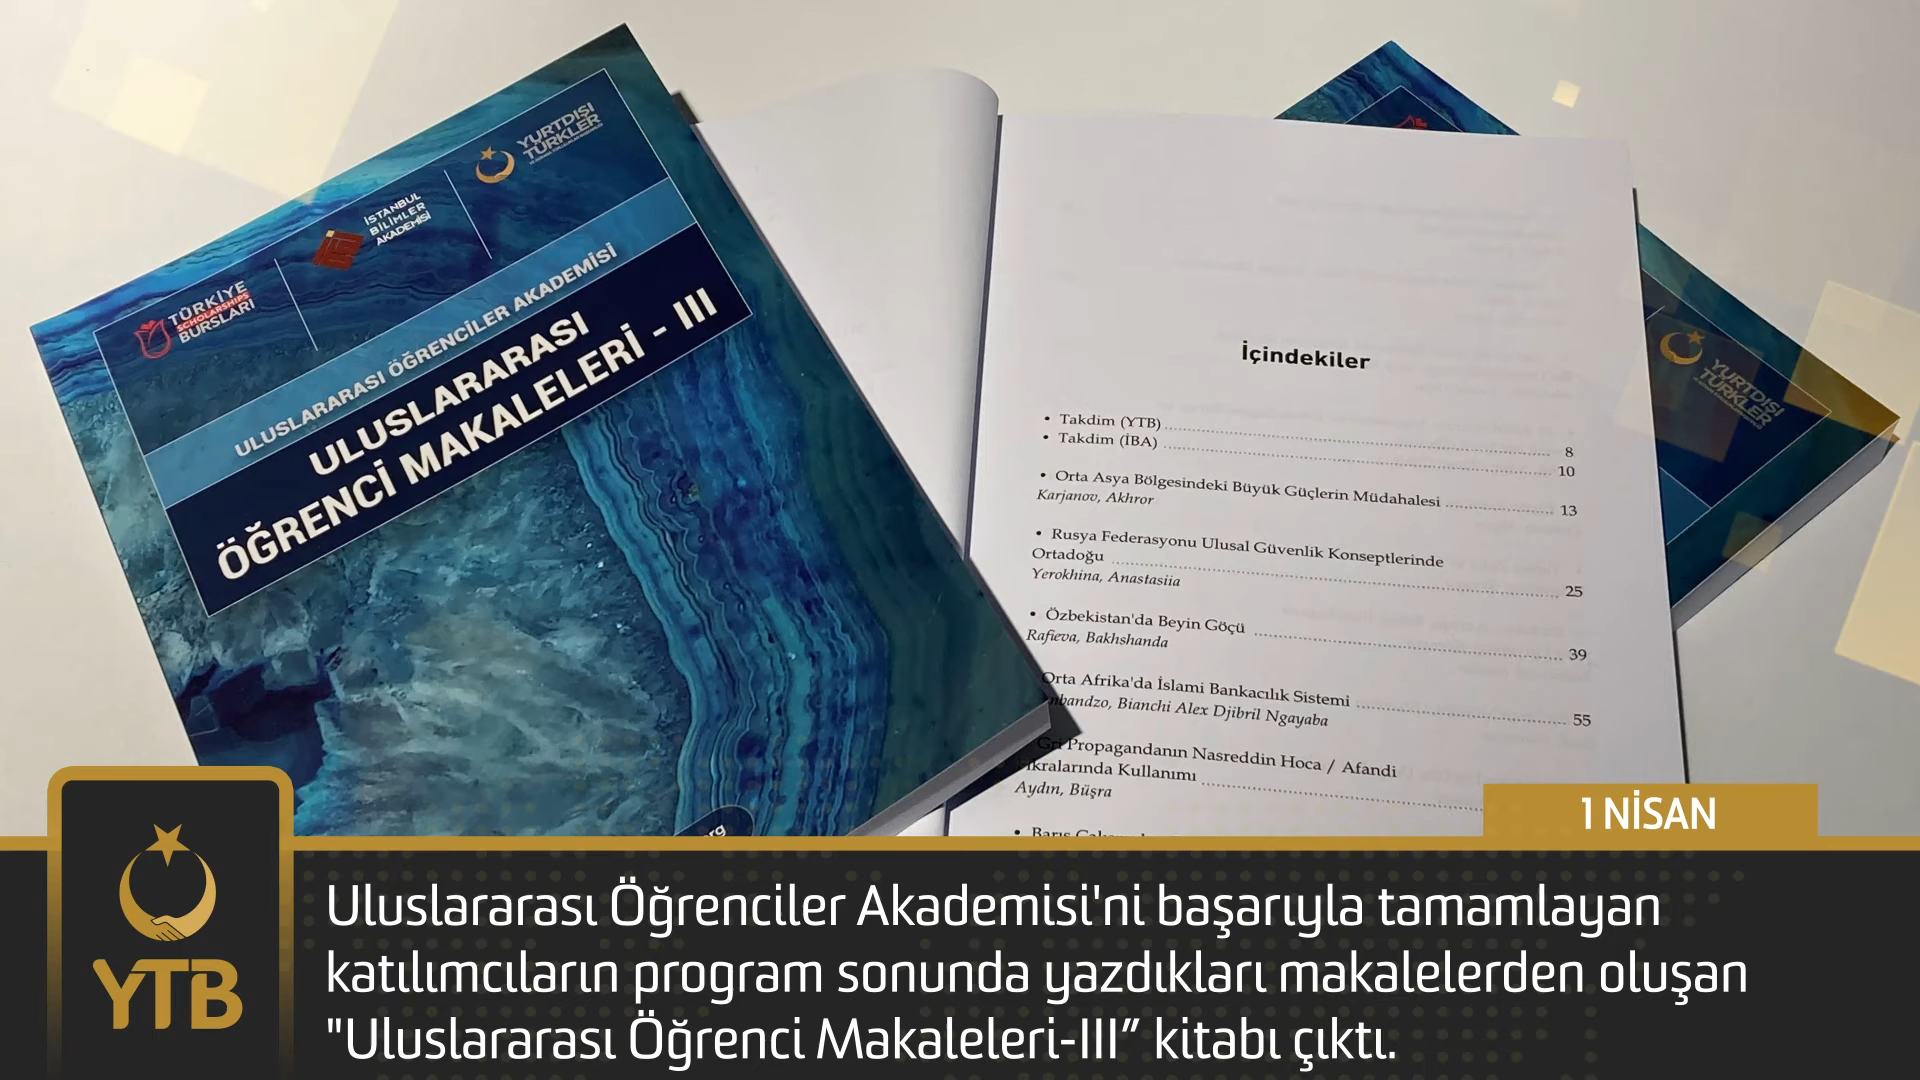 TÜRKİYE
SCHOLARSHIPS
BURSLARI
İSTANBUL
BİLİMLER
AKADEMİSİ
YURTDIŞI
TÜRKLER
ULUSLARARASI ÖĞRENCİLER AKADEMİSİ
ULUSLARARASI
ÖĞRENCİ MAKALELERİ - III
İçindekiler
• Takdim (YTB) 8
• Takdim (İBA) 10
• Orta Asya Bölgesindeki Büyük Güçlerin Müdahalesi 13
Karjanov, Akhror
• Rusya Federasyonu Ulusal Güvenlik Konseptlerinde
Ortadoğu 25
Yerokhina, Anastasiia
• Özbekistan'da Beyin Göçü 39
Rafieva, Bakhshanda
Orta Afrika'da İslami Bankacılık Sistemi 55
Bianchi Alex Djibril Ngayaba
Gri Propagandanın Nasreddin Hoca / Afandi
Kullanımı
Aydın, Büşra
YURTDIŞI
TÜRKLER
1 NİSAN
YTB
Uluslararası Öğrenciler Akademisi'ni başarıyla tamamlayan
katılımcıların program sonunda yazdıkları makalelerden oluşan
"Uluslararası Öğrenci Makaleleri-III” kitabı çıktı.